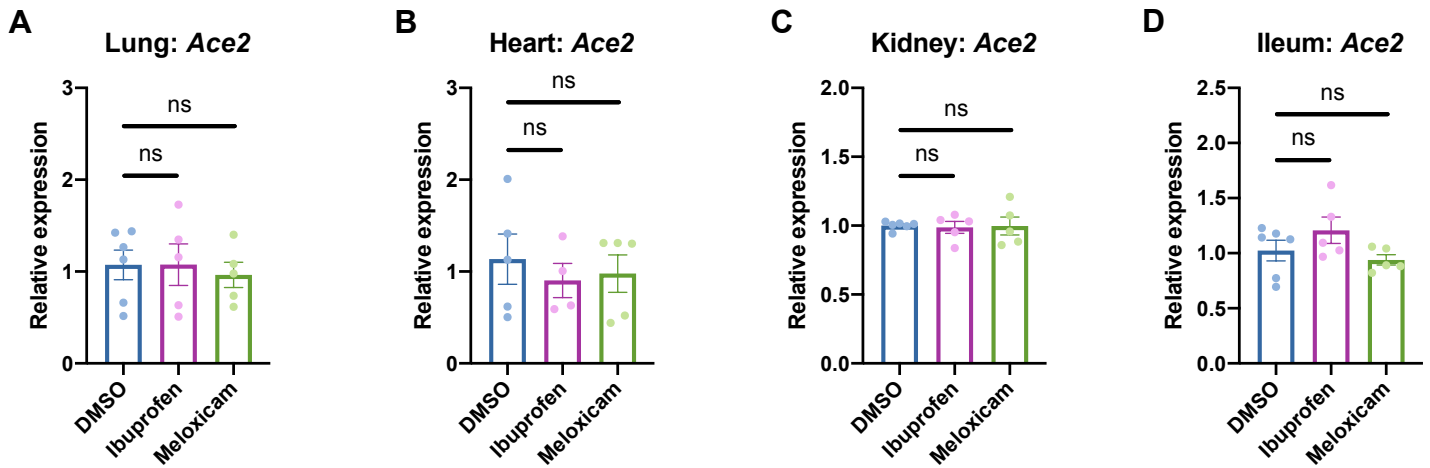 A
Lung: Ace2
Relative expression
3
2
1
0
ns
ns
DMSO
Ibuprofen
Meloxicam
B
Heart: Ace2
Relative expression
3
2
1
0
ns
ns
DMSO
Ibuprofen
Meloxicam
C
Kidney: Ace2
Relative expression
2.0
1.5
1.0
0.5
0.0
ns
ns
DMSO
Ibuprofen
Meloxicam
D
Ileum: Ace2
Relative expression
2.5
2.0
1.5
1.0
0.5
0.0
ns
ns
DMSO
Ibuprofen
Meloxicam